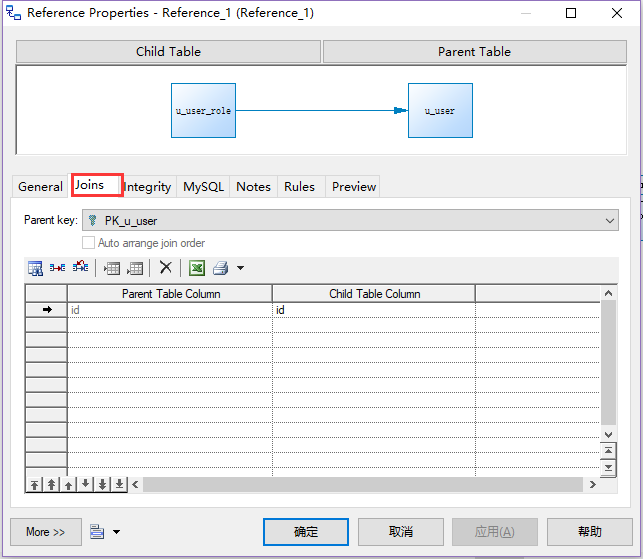 Reference Properties - Reference_1 (Reference_1)
Child Table
Parent Table
u_user_role
u_user
General
Joins
Integrity
MySQL
Notes
Rules
Preview
Parent key:
PK_u_user
Auto arrange join order
Parent Table Column
Child Table Column
id
id
More >>
确定
取消
应用(A)
帮助